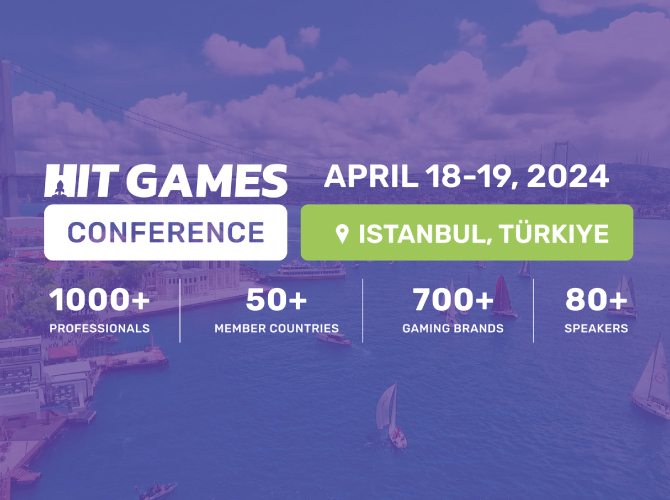 HIT GAMES
CONFERENCE
APRIL 18-19, 2024
ISTANBUL, TÜRKIYE
1000+
PROFESSIONALS
50+
MEMBER COUNTRIES
700+
GAMING BRANDS
80+
SPEAKERS